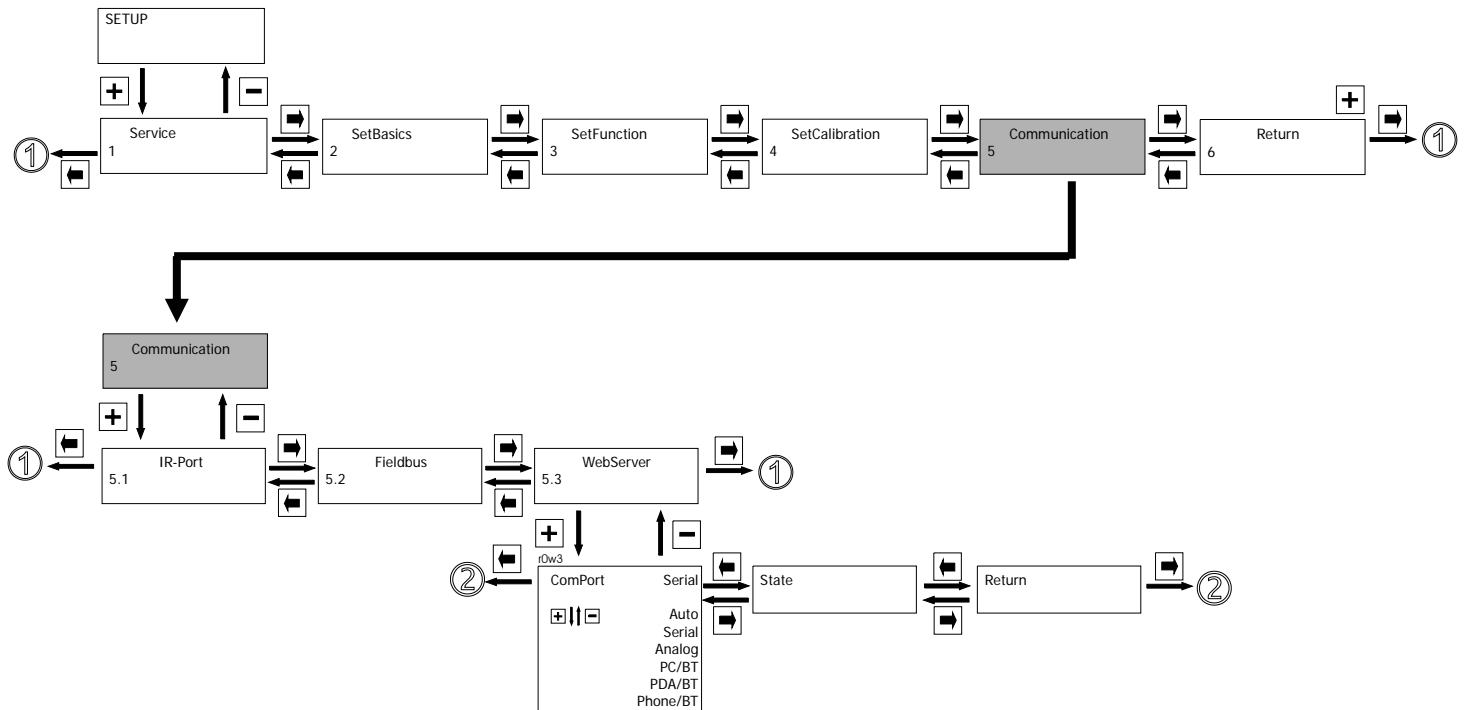 SETUP
+
−
Service
1
SetBasics
2
SetFunction
3
SetCalibration
4
Communication
5
Return
6
+
①
①
Communication
5
+
−
①
IR-Port
5.1
Fieldbus
5.2
WebServer
5.3
①
+
−
r0w3
②
ComPort Serial
+ −
Auto
Serial
Analog
PC/BT
PDA/BT
Phone/BT
State
Return
②